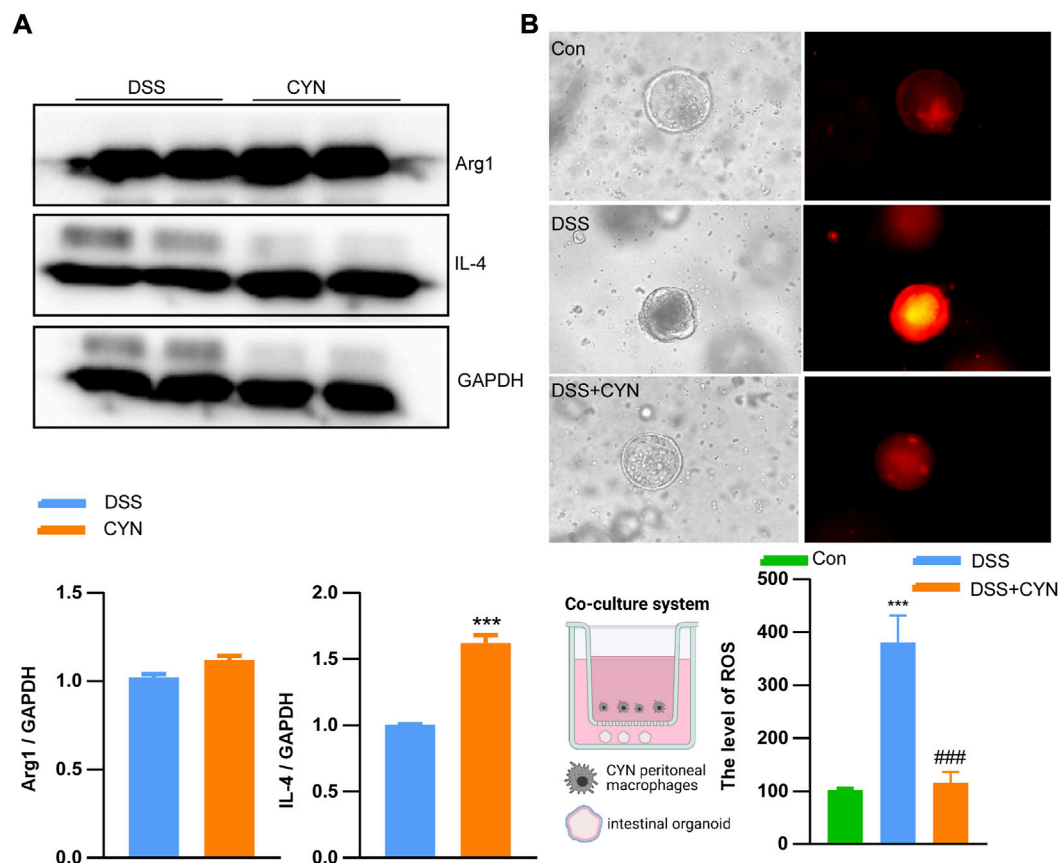 A
DSS CYN
Arg1
IL-4
GAPDH
DSS
CYN
1.5
1.0
0.5
0.0
Arg1 / GAPDH
2.0
1.5
1.0
0.5
0.0
IL-4 / GAPDH
***
B
Con
DSS
DSS+CYN
Co-culture system
CYN peritoneal
macrophages
intestinal organoid
Con
DSS
DSS+CYN
500
400
300
200
100
0
The level of ROS
***
###